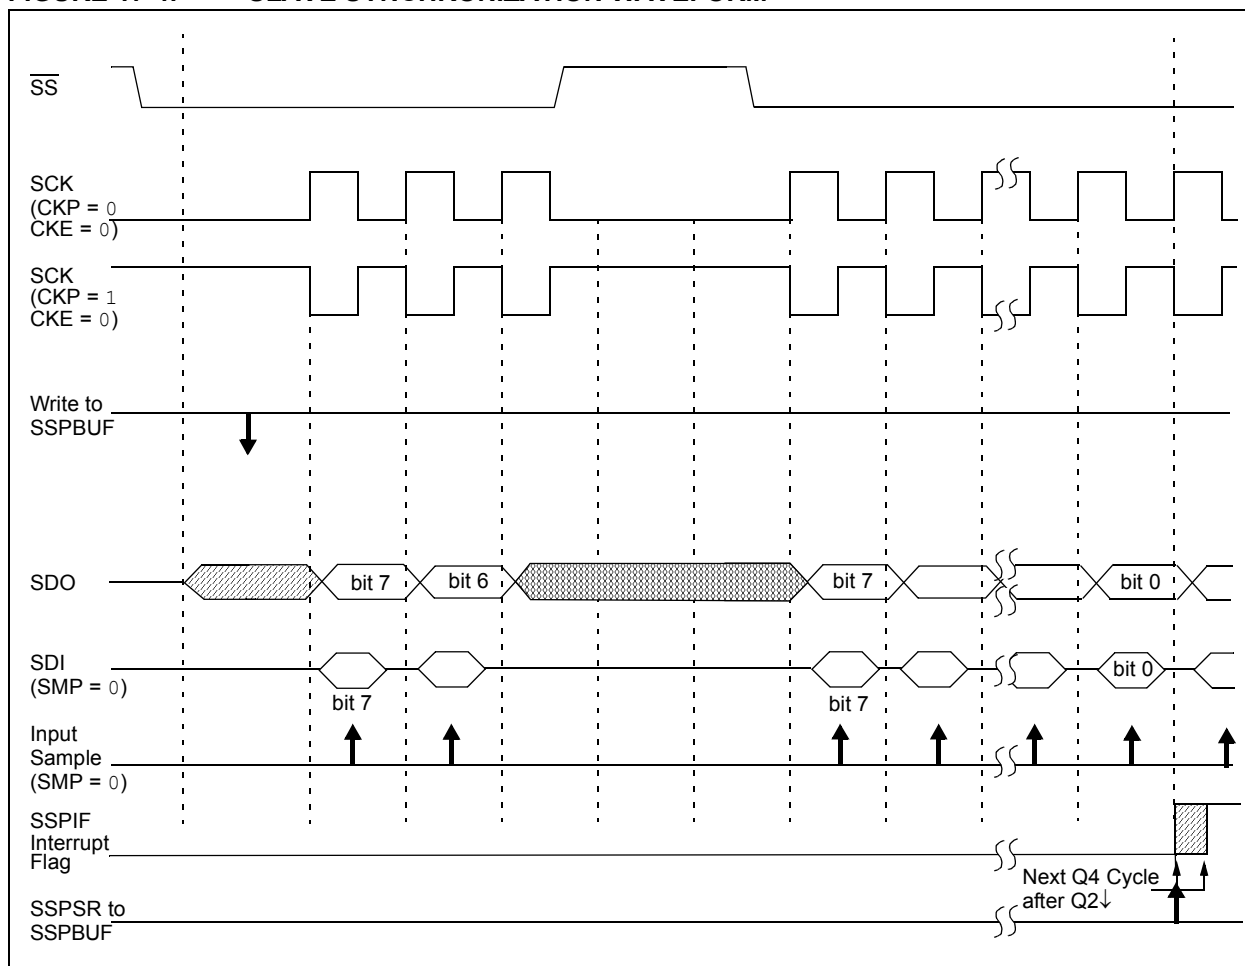 SS
SCK
(CKP = 0
CKE = 0)
SCK
(CKP = 1
CKE = 0)
Write to
SSPBUF
SDO
bit 7
bit 6
bit 7
bit 0
SDI
(SMP = 0)
bit 7
bit 7
bit 0
Input
Sample
(SMP = 0)
SSPIF
Interrupt
Flag
Next Q4 Cycle
after Q2↓
SSPSR to
SSPBUF